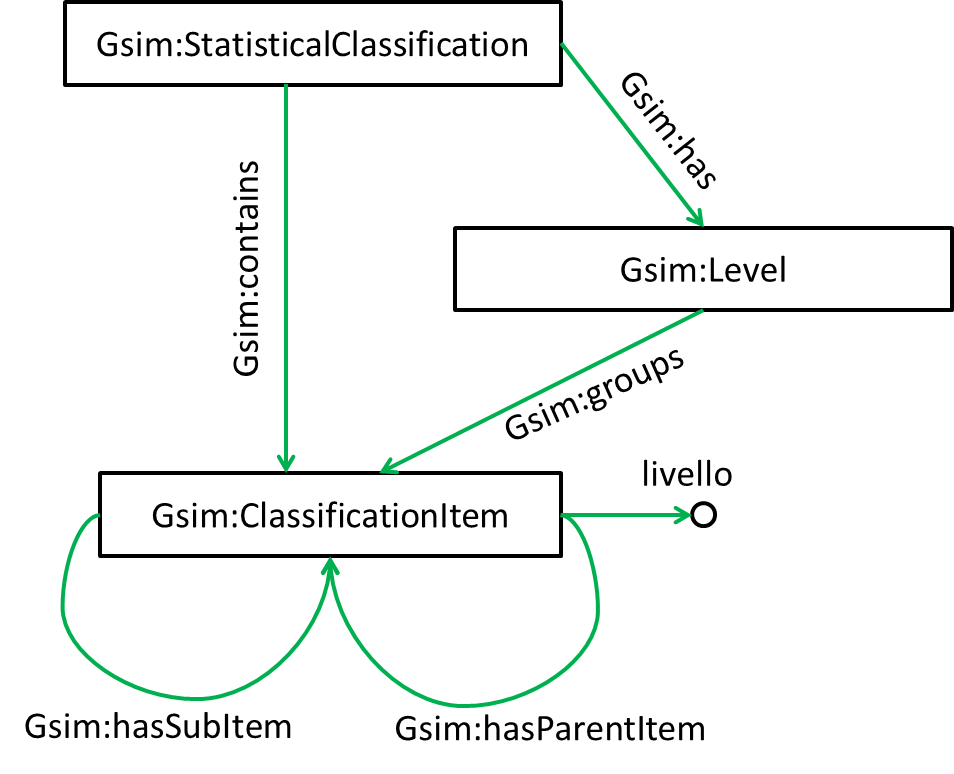 Gsim:StatisticalClassification
Gsim:has
Gsim:contains
Gsim:Level
Gsim:groups
livello
Gsim:ClassificationItem
Gsim:hasSubItem
Gsim:hasParentItem